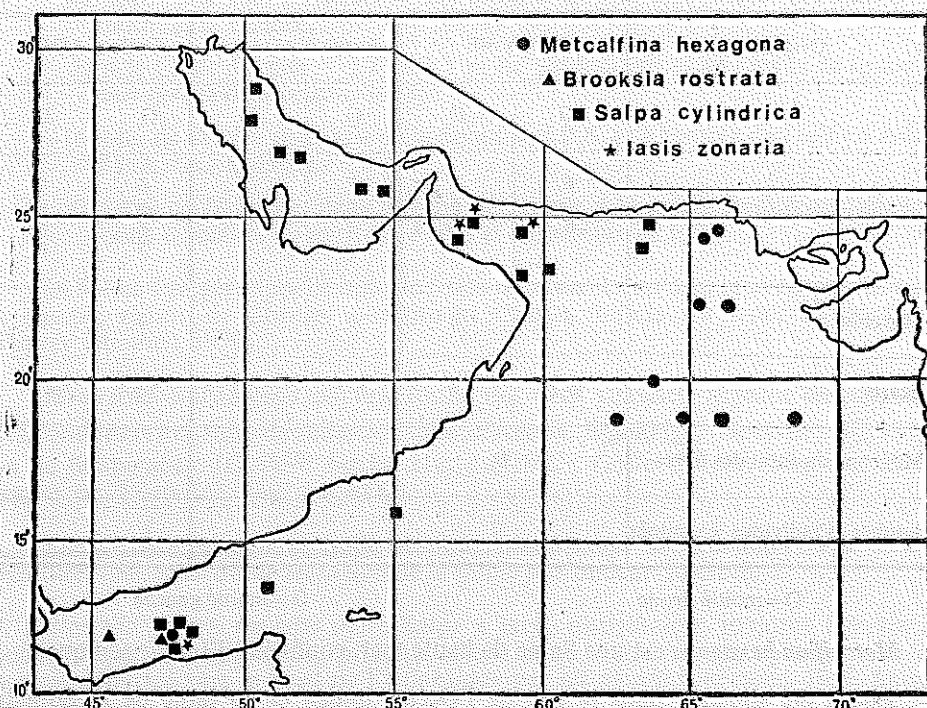 ● Metcalfina hexagona
▲ Brooksia rostrata
■ Salpa cylindrica
★ Iasis zonaria
30°
25°
20°
15°
10°
45° 50° 55° 60° 65° 70°